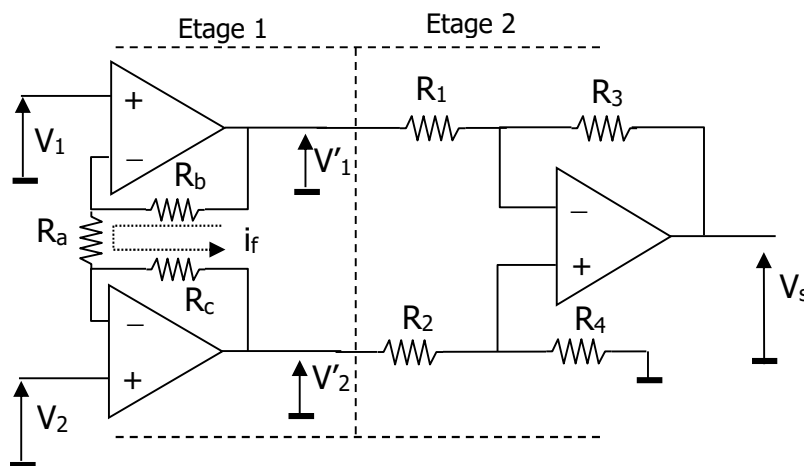 Etage 1
Etage 2
R1
R3
+
V1
−
V'1
Rb
Ra
if
−
+
Rc
Vs
−
R2
R4
+
V'2
V2